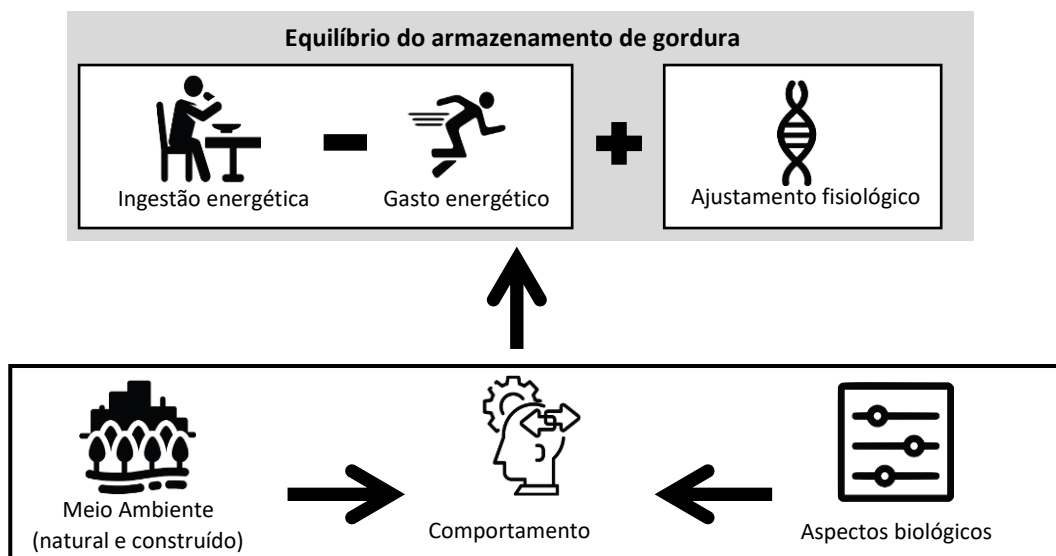 Equilíbrio do armazenamento de gordura
Ingestão energética
Gasto energético
Ajustamento fisiológico
Meio Ambiente
(natural e construído)
Comportamento
Aspectos biológicos